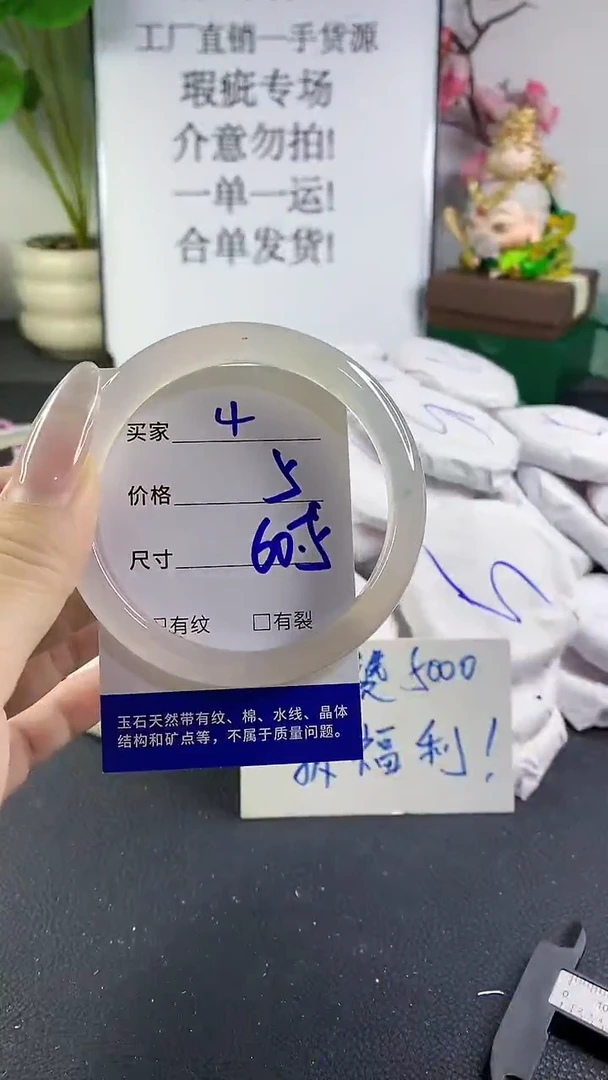 工厂直销一手货源
瑕疵专场
介意勿拍!
一单一运!
合单发货!
买家 4
价格 5
尺寸 60.5
有纹 □有裂
玉石天然带有纹、棉、水线、晶体
结构和矿点等，不属于质量问题。
5000
福利!
5